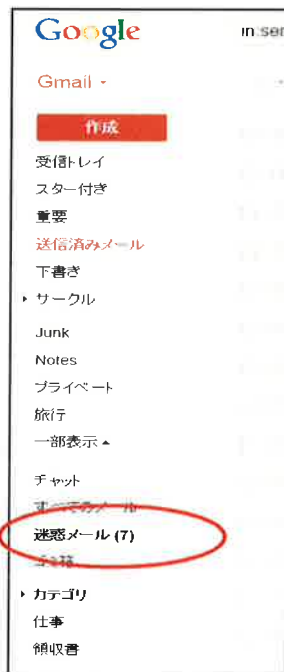 Google
in:sen
Gmail
作成
受信トレイ
スター付き
重要
送信済みメール
下書き
サークル
Junk
Notes
プライベート
旅行
一部表示
チャット
すべてのメール
迷惑メール (7)
ゴミ箱
カテゴリ
仕事
領収書